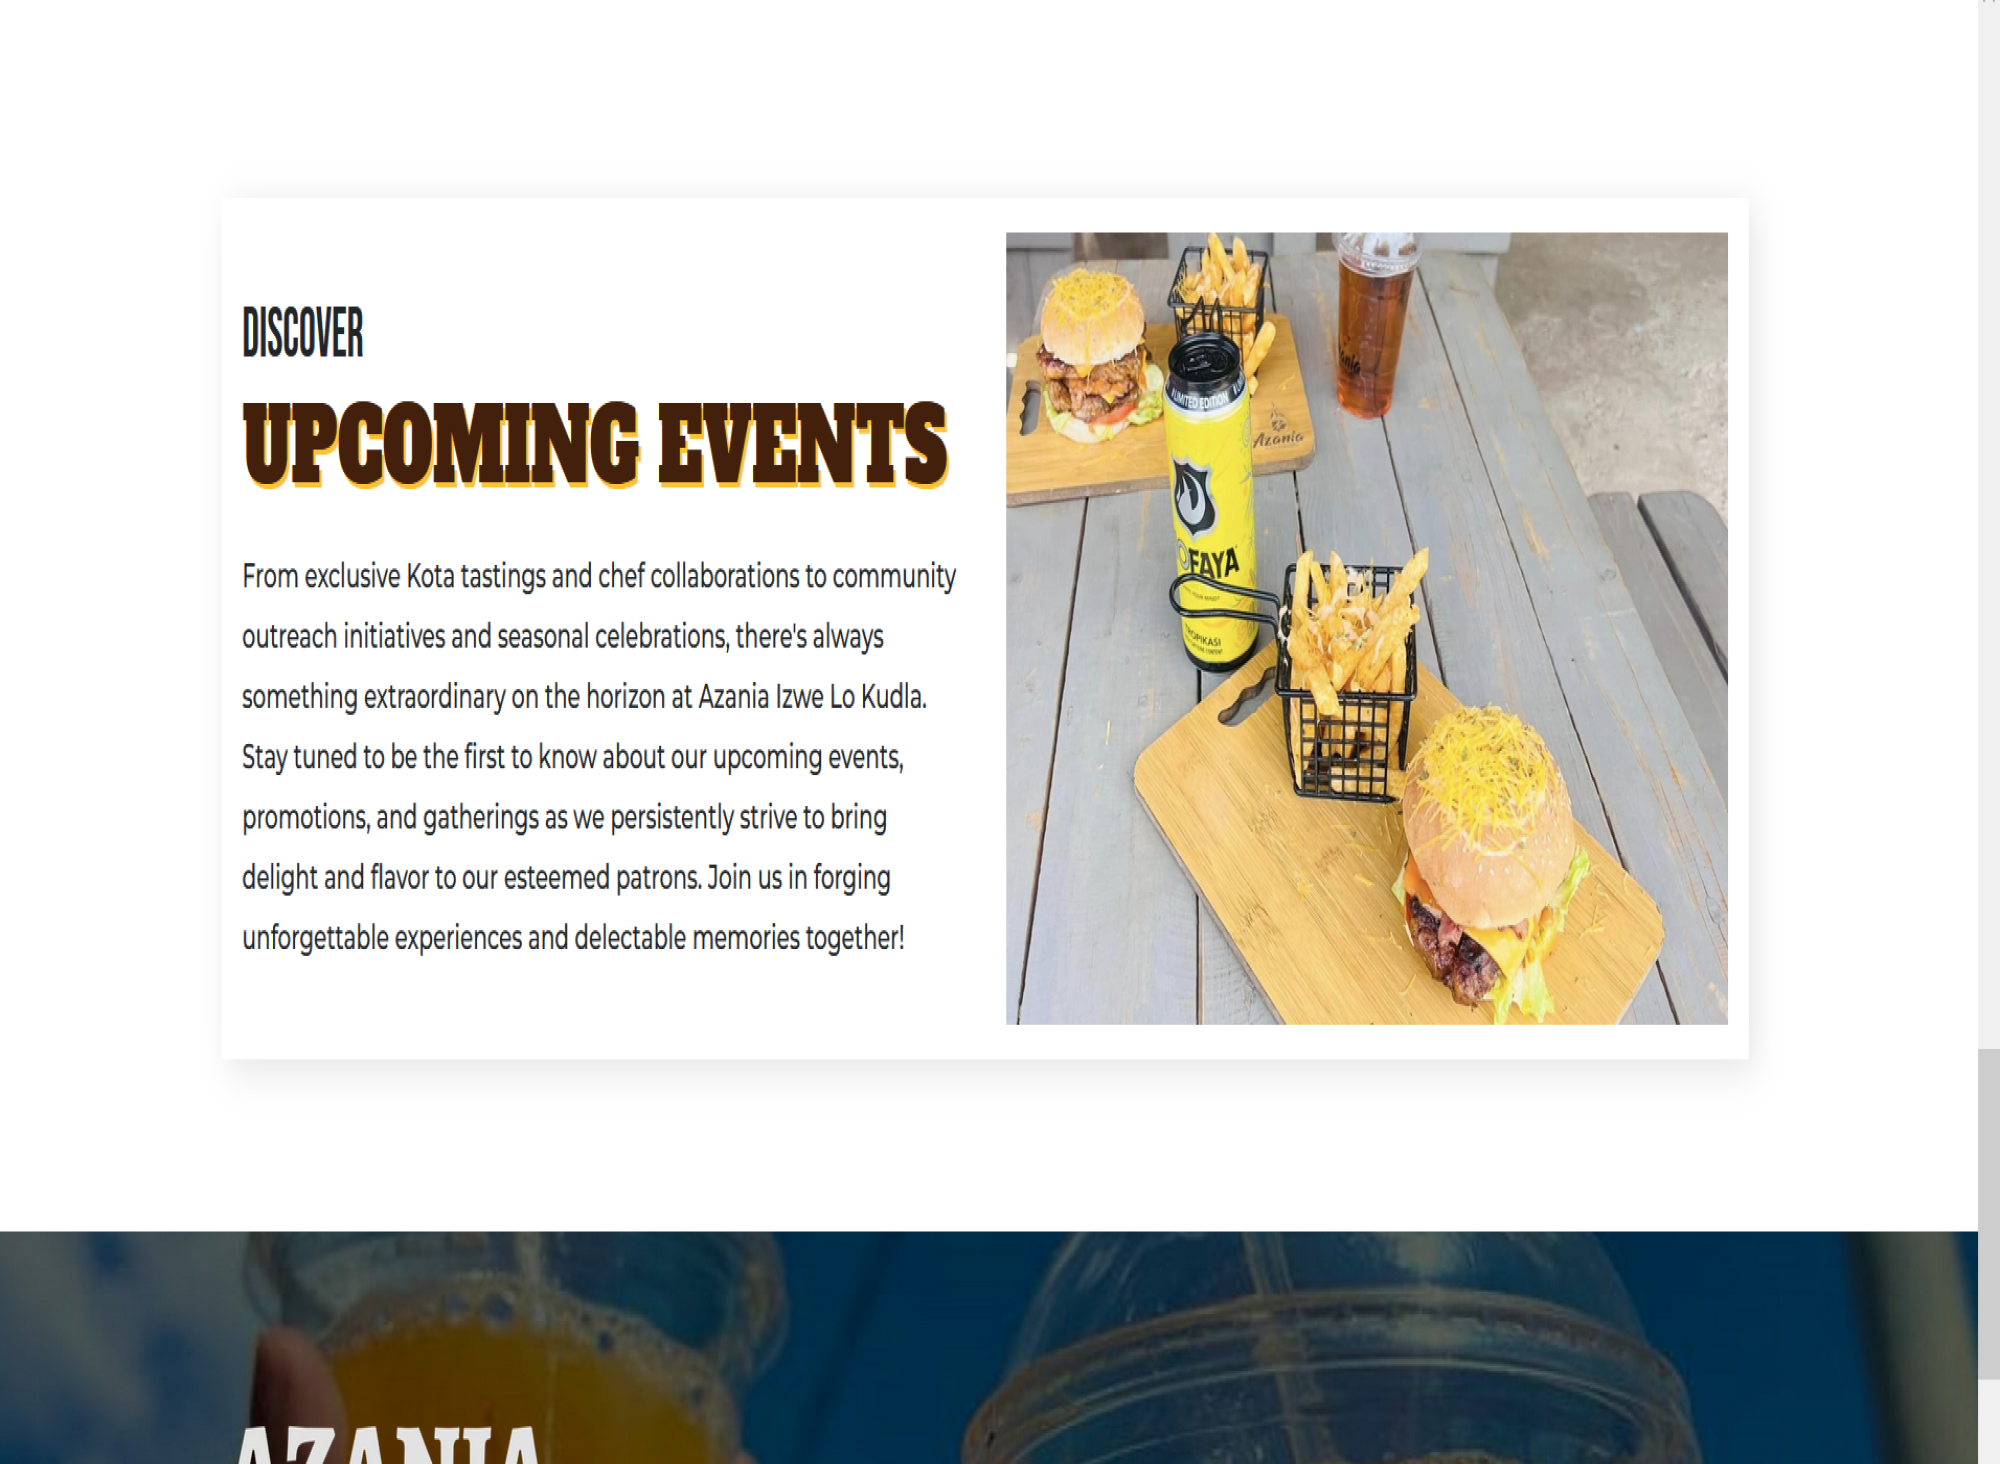 DISCOVER
UPCOMING EVENTS
From exclusive Kota tastings and chef collaborations to community
outreach initiatives and seasonal celebrations, there's always
something extraordinary on the horizon at Azania Izwe Lo Kudla.
Stay tuned to be the first to know about our upcoming events,
promotions, and gatherings as we persistently strive to bring
delight and flavor to our esteemed patrons. Join us in forging
unforgettable experiences and delectable memories together!
LIMITED EDITION
Azania
FAYA
AZANIA